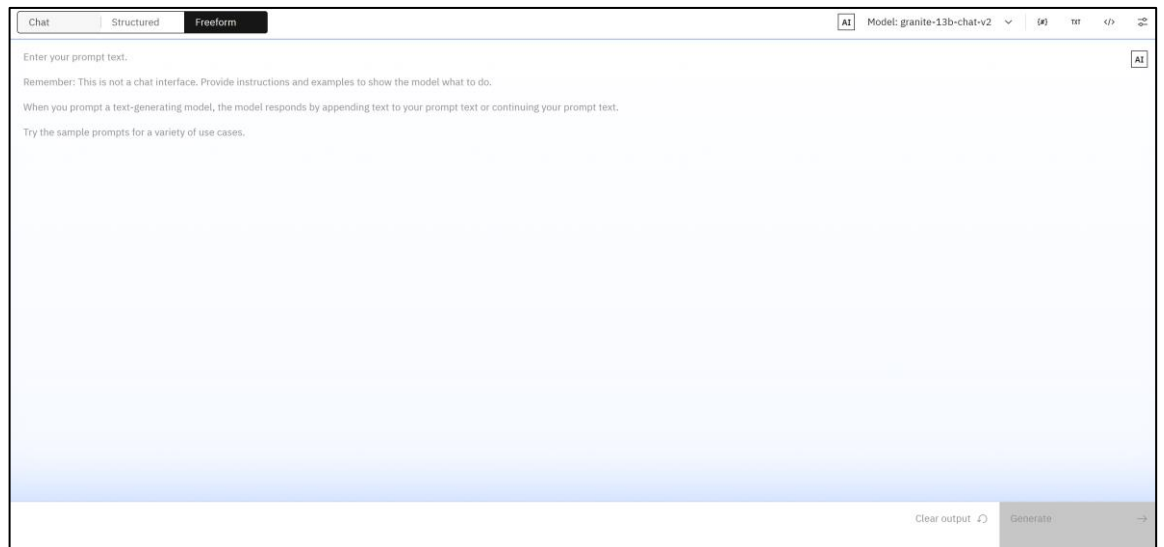 Chat Structured Freeform AI Model: granite-13b-chat-v2 {#} TXT </>
Enter your prompt text. AI
Remember: This is not a chat interface. Provide instructions and examples to show the model what to do.
When you prompt a text-generating model, the model responds by appending text to your prompt text or continuing your prompt text.
Try the sample prompts for a variety of use cases.
Clear output Generate